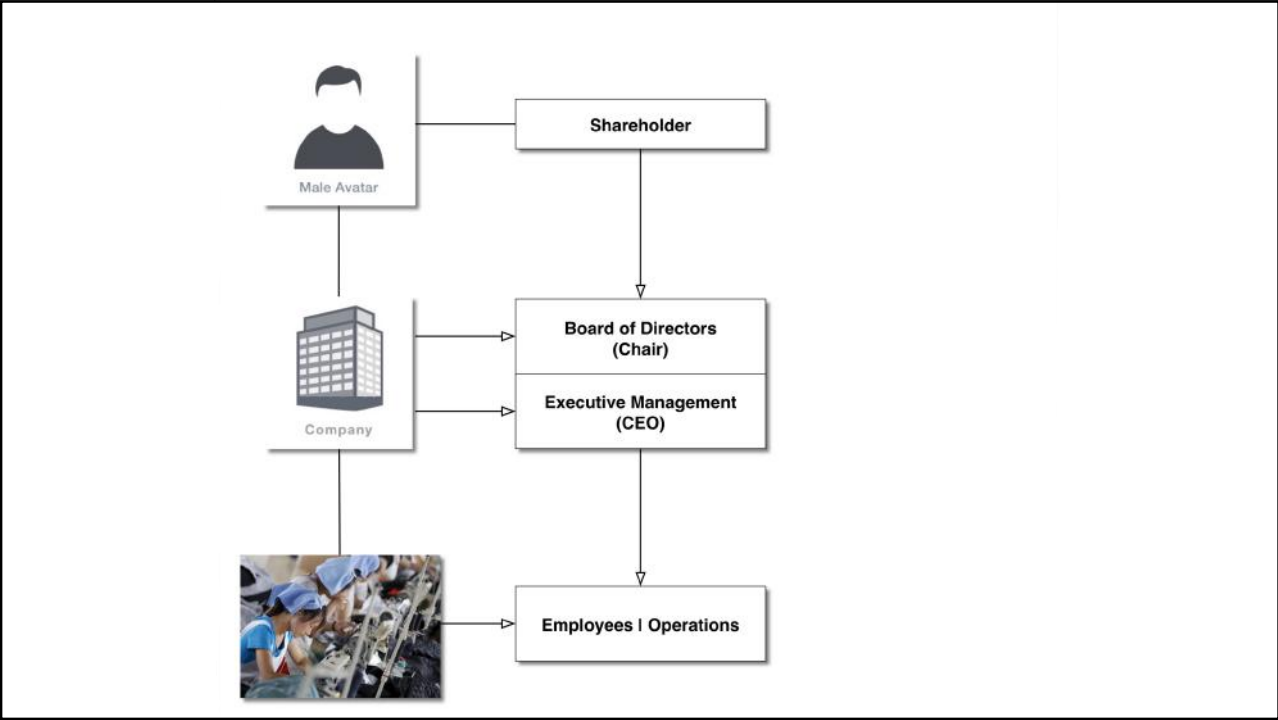 Male Avatar
Shareholder
Board of Directors
(Chair)
Executive Management
(CEO)
Company
Employees | Operations